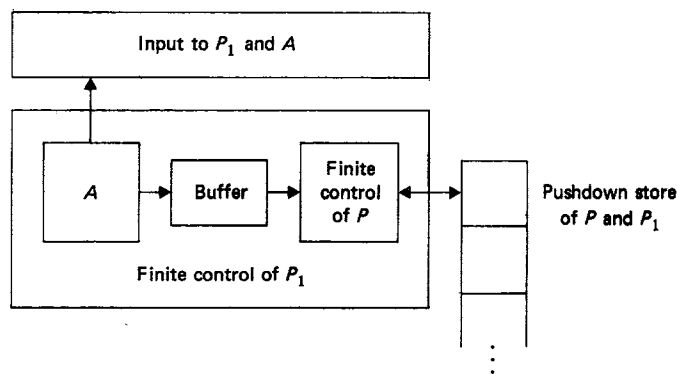 Input to P₁ and A
A
Buffer
Finite
control
of P
Finite control of P₁
Pushdown store
of P and P₁